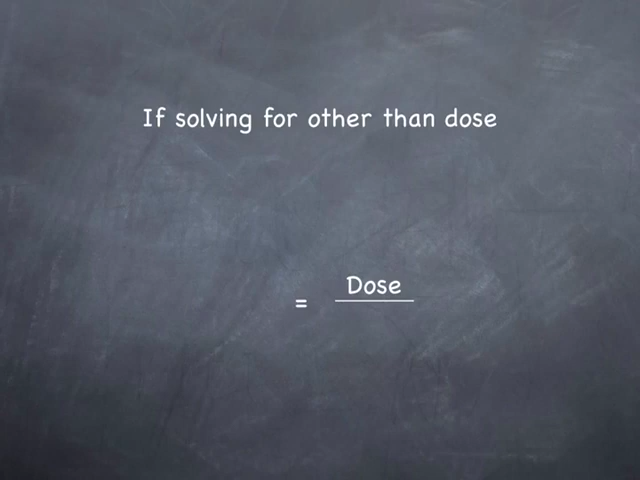 If solving for other than dose
Dose
=